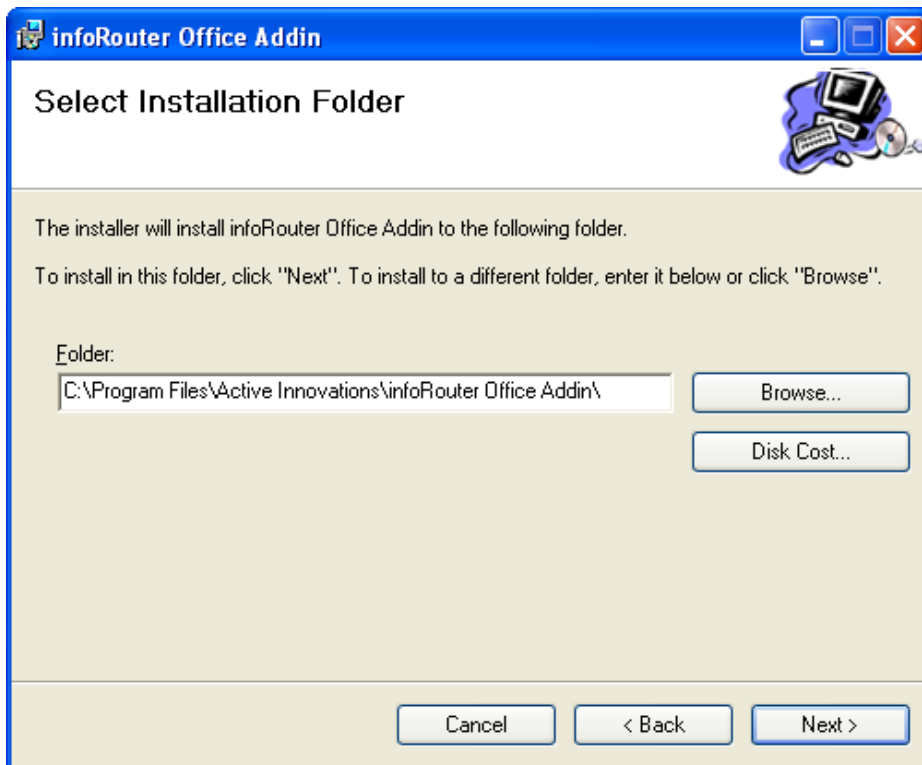 infoRouter Office Addin
Select Installation Folder
The installer will install infoRouter Office Addin to the following folder.
To install in this folder, click "Next". To install to a different folder, enter it below or click "Browse".
Folder:
C:\Program Files\Active Innovations\infoRouter Office Addin\
Browse...
Disk Cost...
Cancel
< Back
Next >